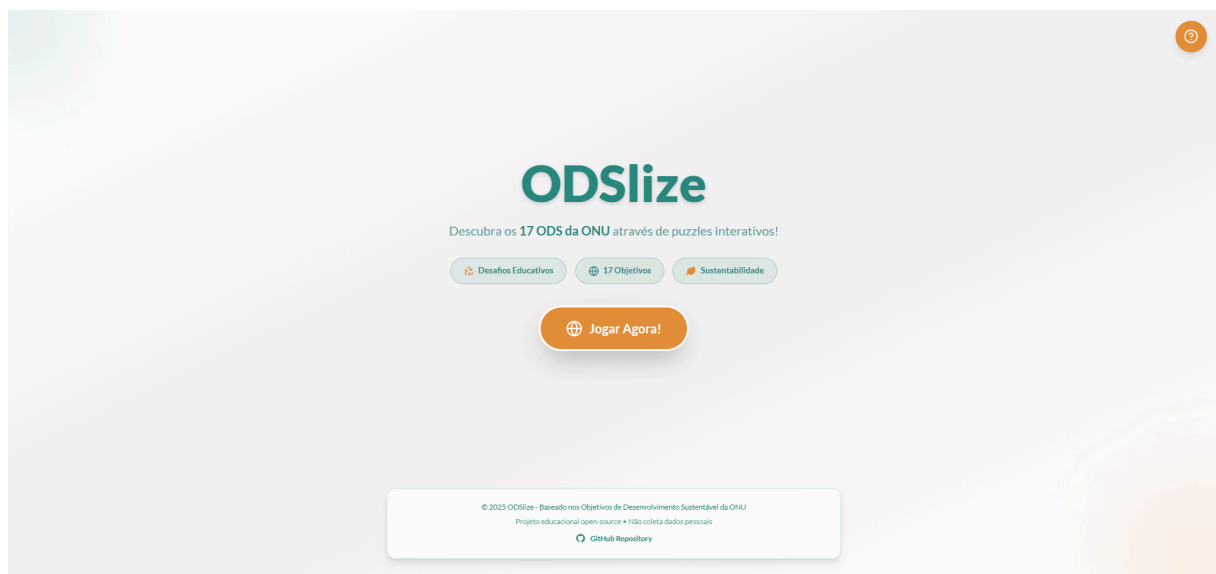 ODSlize
Descubra os 17 ODS da ONU através de puzzles interativos!
Desafios Educativos
17 Objetivos
Sustentabilidade
Jogar Agora!
© 2025 ODSlize - Baseado nos Objetivos de Desenvolvimento Sustentável da ONU
Projeto educacional open-source • Não coleta dados pessoais
GitHub Repository